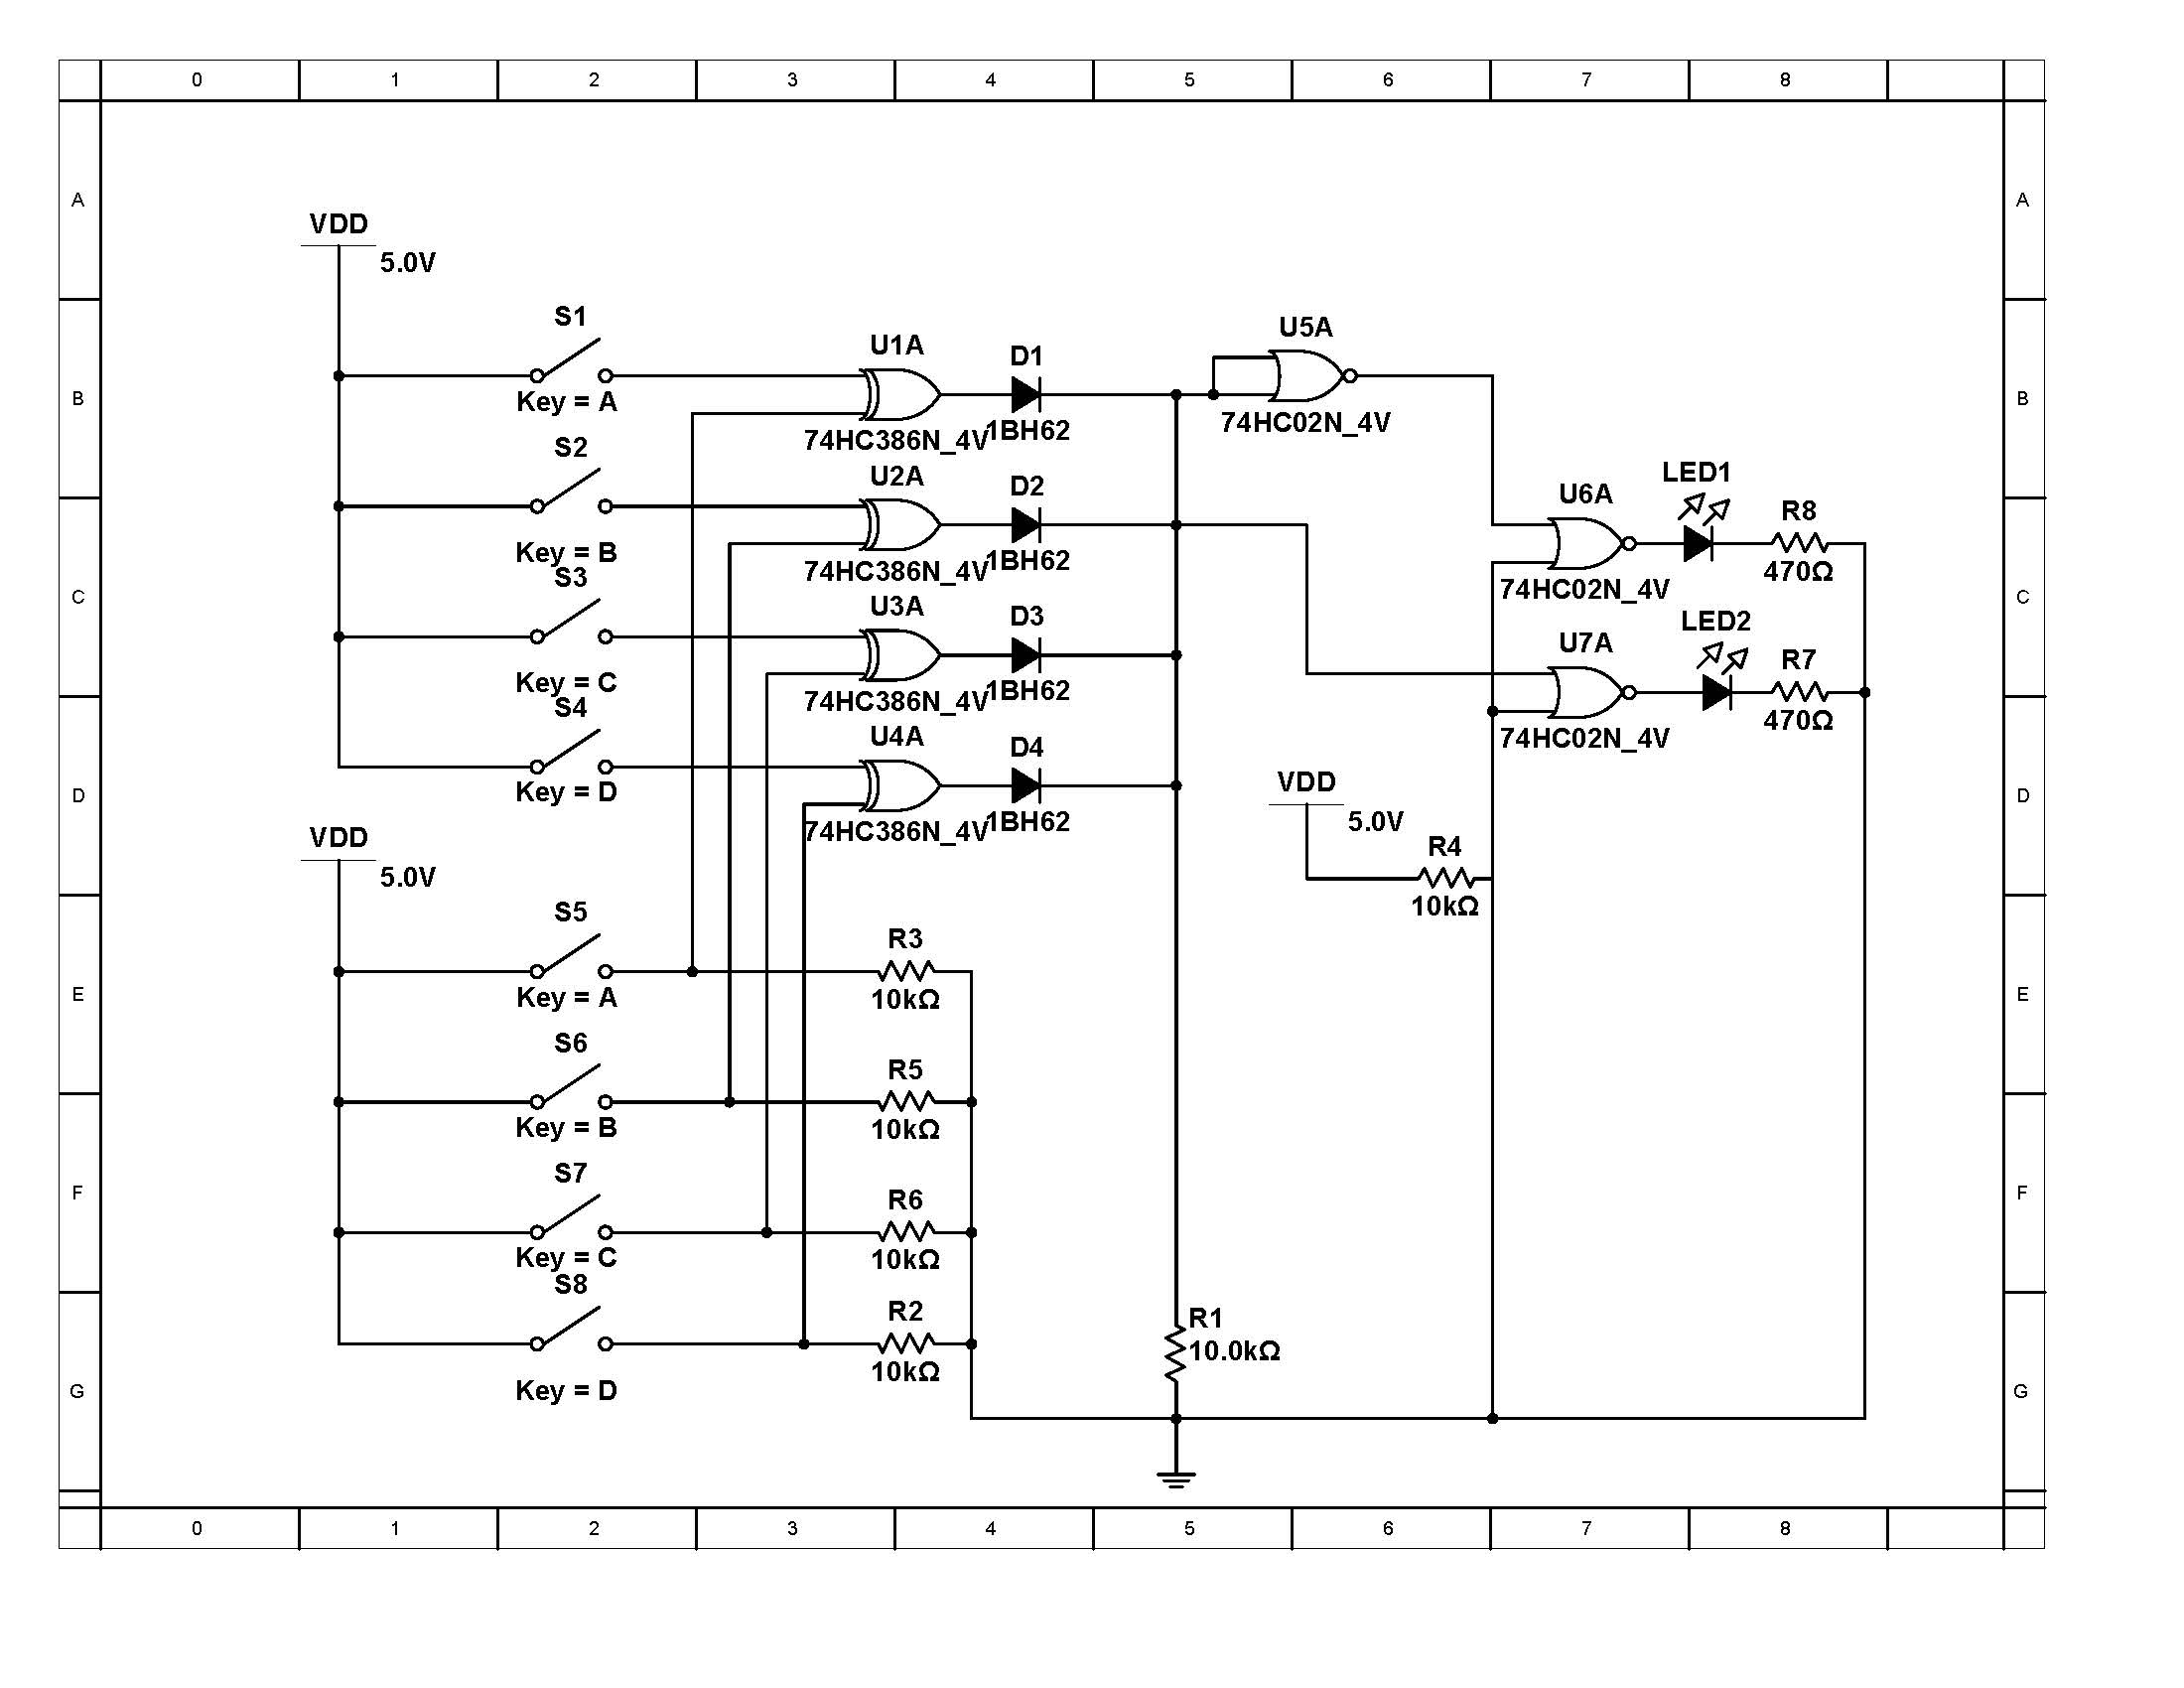 0 1 2 3 4 5 6 7 8
A A
VDD
5.0V
S1
Key = A
U1A
74HC386N_4V
D1
1BH62
U5A
74HC02N_4V
B B
S2
Key = B
U2A
74HC386N_4V
D2
1BH62
LED1
U6A
74HC02N_4V
R8
470Ω
C C
S3
Key = C
U3A
74HC386N_4V
D3
1BH62
LED2
U7A
74HC02N_4V
R7
470Ω
S4
Key = D
U4A
74HC386N_4V
D4
1BH62
D D
VDD
5.0V
R4
10kΩ
VDD
5.0V
S5
Key = A
R3
10kΩ
E E
S6
Key = B
R5
10kΩ
F F
S7
Key = C
R6
10kΩ
S8
Key = D
R2
10kΩ
R1
10.0kΩ
G G
0 1 2 3 4 5 6 7 8